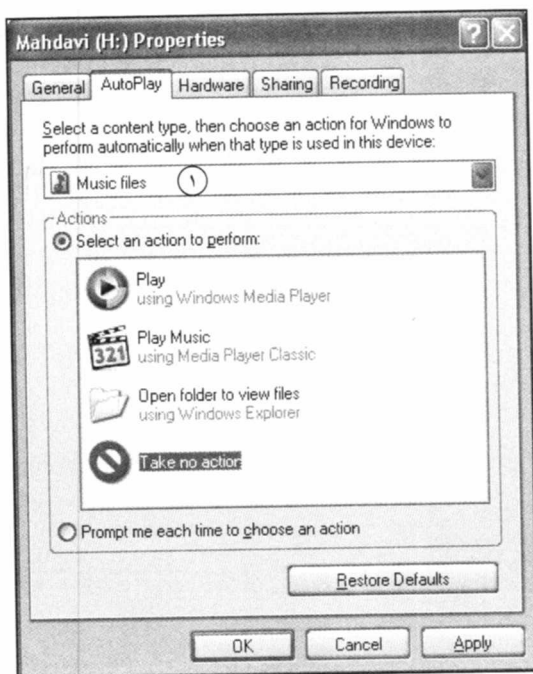 Mahdavi (H:) Properties
General AutoPlay Hardware Sharing Recording
Select a content type, then choose an action for Windows to
perform automatically when that type is used in this device:
Music files ۱
Actions
Select an action to perform:
Play
using Windows Media Player
321
Play Music
using Media Player Classic
Open folder to view files
using Windows Explorer
Take no action
Prompt me each time to choose an action
Restore Defaults
OK Cancel Apply